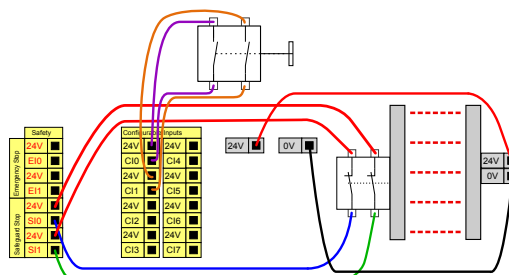 Safety
Emergency Stop
24V
EI0
24V
EI1
Safeguard Stop
24V
SI0
24V
SI1
Configurable Inputs
24V 24V
CI0 CI4
24V 24V
CI1 CI5
24V 24V
CI2 CI6
24V 24V
CI3 CI7
24V
0V
24V
0V